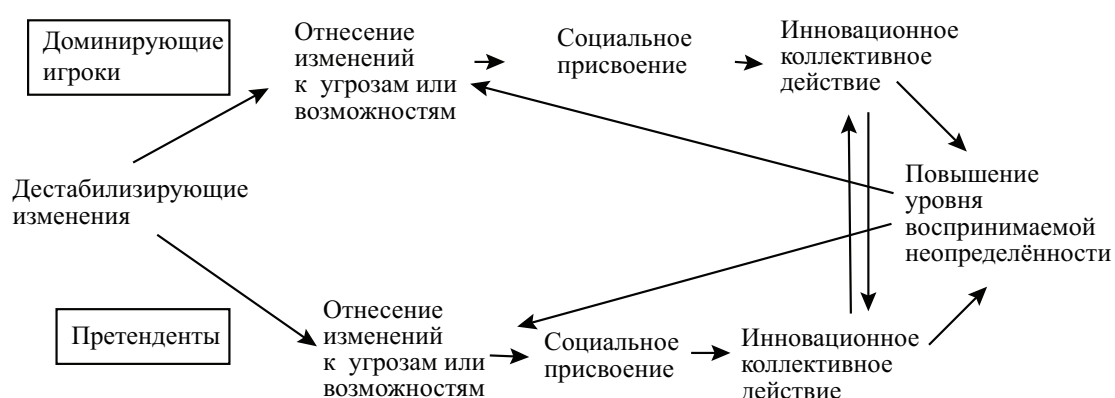 Доминирующие
игроки
Отнесение
изменений
к угрозам или
возможностям
Социальное
присвоение
Инновационное
коллективное
действие
Дестабилизирующие
изменения
Повышение
уровня
воспринимаемой
неопределённости
Претенденты
Отнесение
изменений
к угрозам или
возможностям
Социальное
присвоение
Инновационное
коллективное
действие